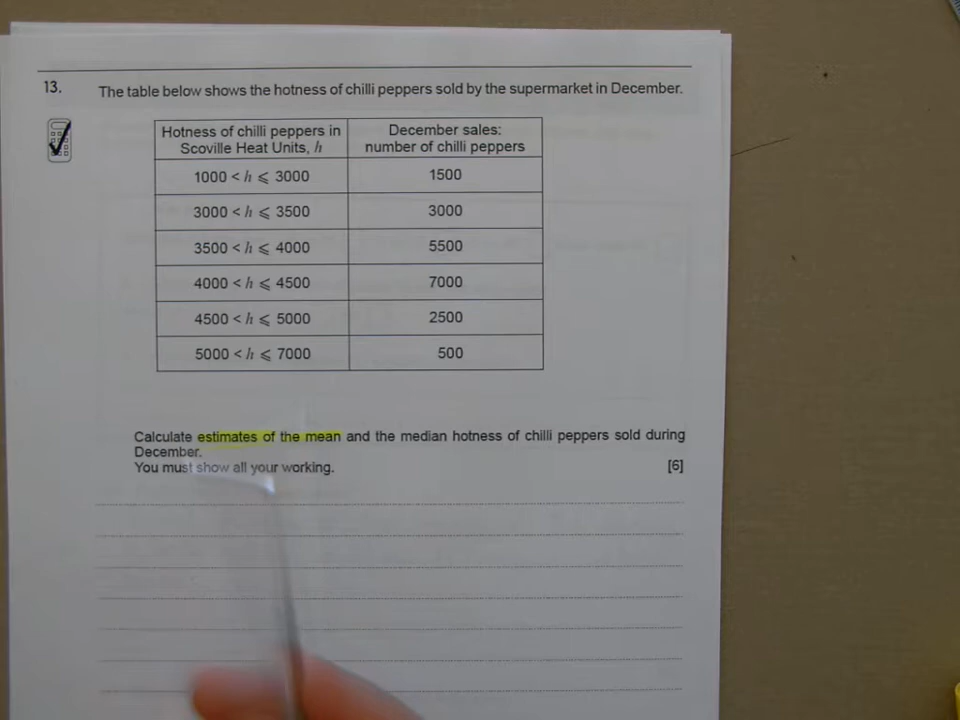 13.
The table below shows the hotness of chilli peppers sold by the supermarket in December.
Hotness of chilli peppers in December sales:
Scoville Heat Units, h number of chilli peppers
1000 < h ⩽ 3000 1500
3000 < h ⩽ 3500 3000
3500 < h ⩽ 4000 5500
4000 < h ⩽ 4500 7000
4500 < h ⩽ 5000 2500
5000 < h ⩽ 7000 500
Calculate estimates of the mean and the median hotness of chilli peppers sold during
December.
You must show all your working. [6]